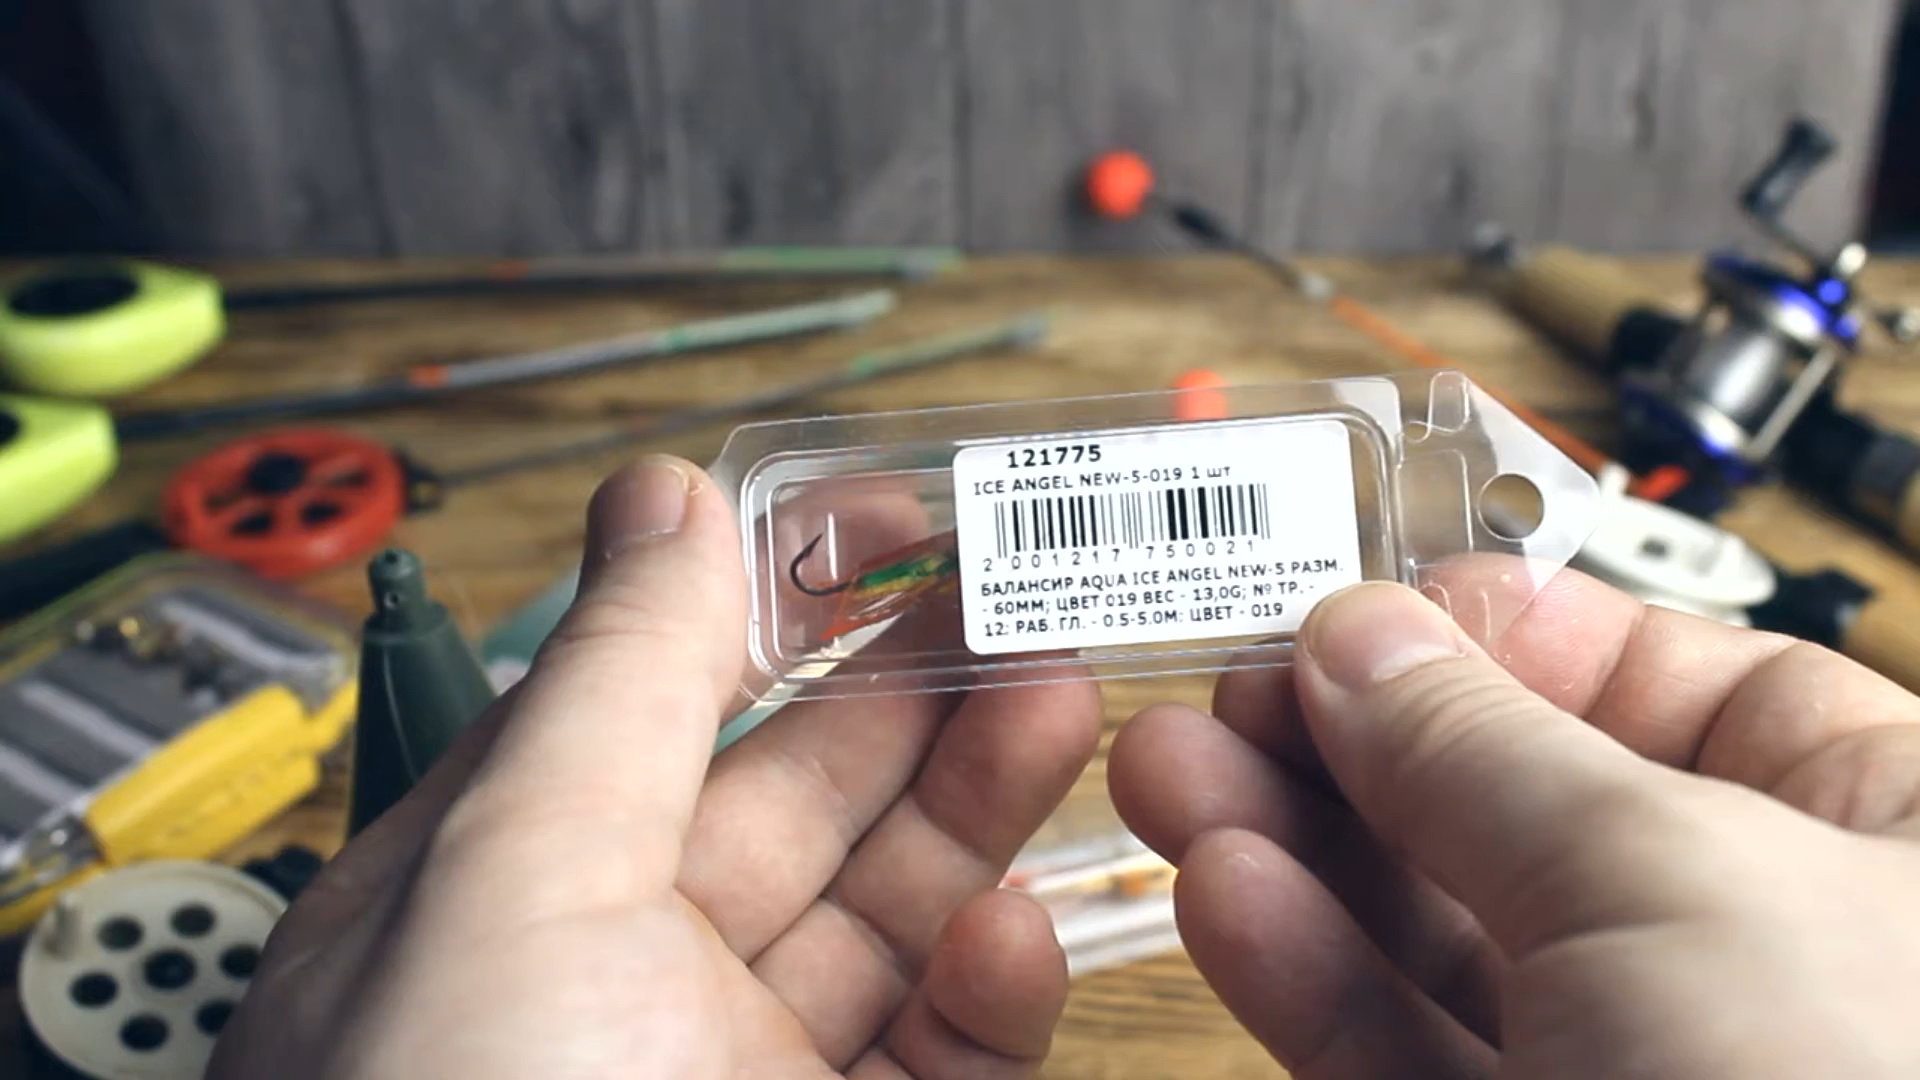 121775
ICE ANGEL NEW-5-019 1 шт
2 001217 750021
БАЛАНСИР AQUA ICE ANGEL NEW-5 РАЗМ.
- 60ММ; ЦВЕТ 019 ВЕС - 13,0G; № ТР. -
12; РАБ. ГЛ. - 0.5-5.0М; ЦВЕТ - 019